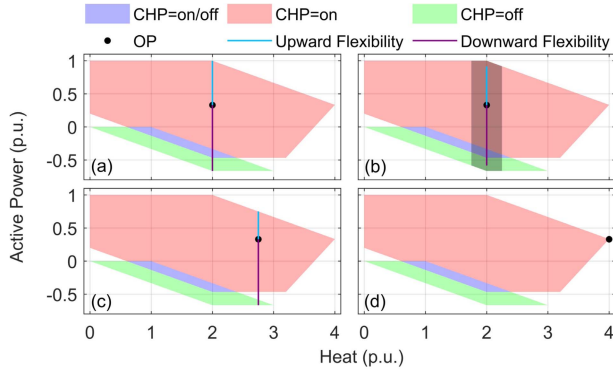 CHP=on/off CHP=on CHP=off
OP Upward Flexibility Downward Flexibility
1
0.5
0
-0.5
(a) (b)
1
0.5
0
-0.5
(c) (d)
0 1 2 3 4 0 1 2 3 4
Active Power (p.u.)
Heat (p.u.)